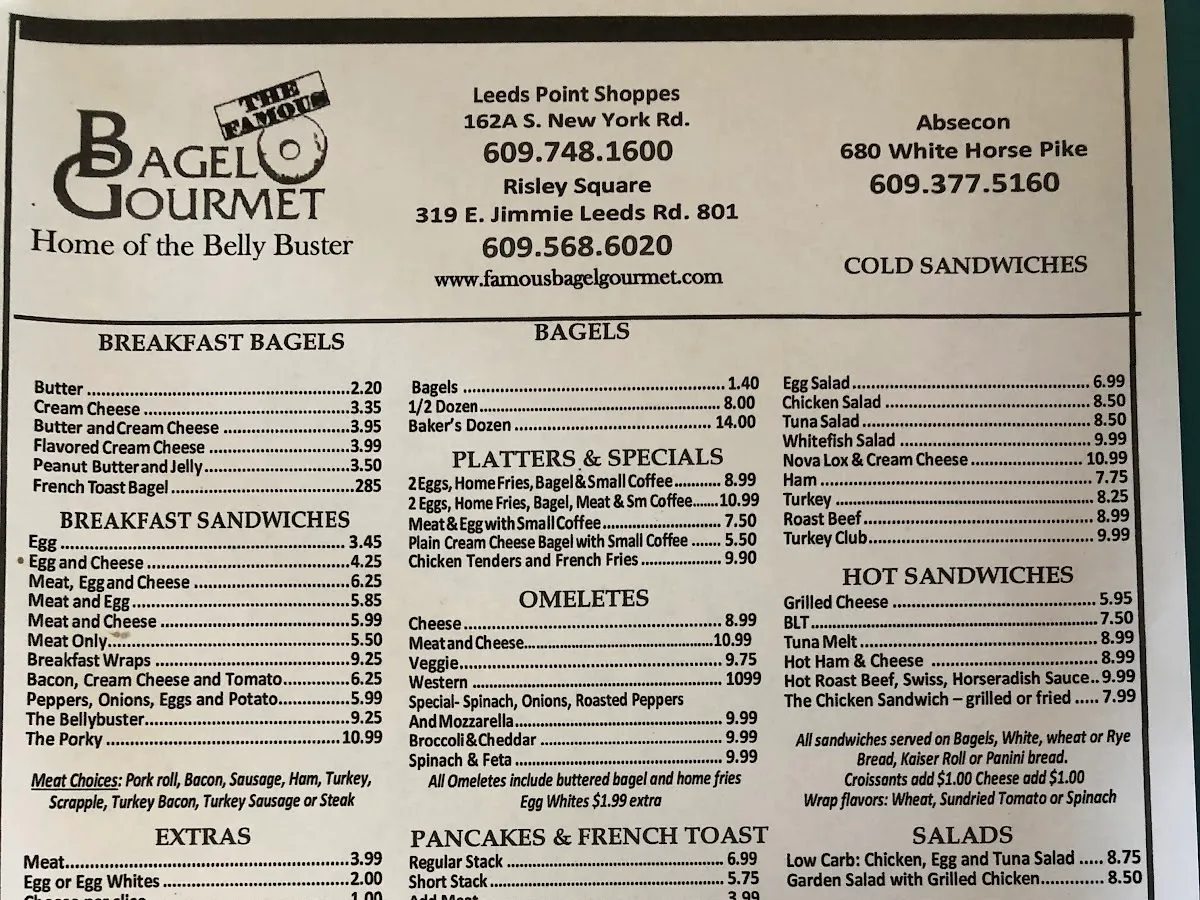 THE FAMOUS
BAGEL
GOURMET
Home of the Belly Buster
Leeds Point Shoppes
162A S. New York Rd.
609.748.1600
Risley Square
319 E. Jimmie Leeds Rd. 801
609.568.6020
www.famousbagelgourmet.com
Absecon
680 White Horse Pike
609.377.5160
BREAKFAST BAGELS
Butter 2.20
Cream Cheese 3.35
Butter and Cream Cheese 3.95
Flavored Cream Cheese 3.99
Peanut Butter and Jelly 3.50
French Toast Bagel 285
BREAKFAST SANDWICHES
Egg 3.45
Egg and Cheese 4.25
Meat, Egg and Cheese 6.25
Meat and Egg 5.85
Meat and Cheese 5.99
Meat Only 5.50
Breakfast Wraps 9.25
Bacon, Cream Cheese and Tomato 6.25
Peppers, Onions, Eggs and Potato 5.99
The Bellybuster 9.25
The Porky 10.99
Meat Choices: Pork roll, Bacon, Sausage, Ham, Turkey,
Scrapple, Turkey Bacon, Turkey Sausage or Steak
EXTRAS
Meat 3.99
Egg or Egg Whites 2.00
Cheese per slice 1.00
BAGELS
Bagels 1.40
1/2 Dozen 8.00
Baker's Dozen 14.00
PLATTERS & SPECIALS
2 Eggs, Home Fries, Bagel & Small Coffee 8.99
2 Eggs, Home Fries, Bagel, Meat & Sm Coffee 10.99
Meat & Egg with Small Coffee 7.50
Plain Cream Cheese Bagel with Small Coffee 5.50
Chicken Tenders and French Fries 9.90
OMELETES
Cheese 8.99
Meat and Cheese 10.99
Veggie 9.75
Western 1099
Special- Spinach, Onions, Roasted Peppers
And Mozzarella 9.99
Broccoli & Cheddar 9.99
Spinach & Feta 9.99
All Omeletes include buttered bagel and home fries
Egg Whites $1.99 extra
PANCAKES & FRENCH TOAST
Regular Stack 6.99
Short Stack 5.75
Add Meat 3.99
COLD SANDWICHES
Egg Salad 6.99
Chicken Salad 8.50
Tuna Salad 8.50
Whitefish Salad 9.99
Nova Lox & Cream Cheese 10.99
Ham 7.75
Turkey 8.25
Roast Beef 8.99
Turkey Club 9.99
HOT SANDWICHES
Grilled Cheese 5.95
BLT 7.50
Tuna Melt 8.99
Hot Ham & Cheese 8.99
Hot Roast Beef, Swiss, Horseradish Sauce 9.99
The Chicken Sandwich – grilled or fried 7.99
All sandwiches served on Bagels, White, wheat or Rye
Bread, Kaiser Roll or Panini bread.
Croissants add $1.00 Cheese add $1.00
Wrap flavors: Wheat, Sundried Tomato or Spinach
SALADS
Low Carb: Chicken, Egg and Tuna Salad 8.75
Garden Salad with Grilled Chicken 8.50